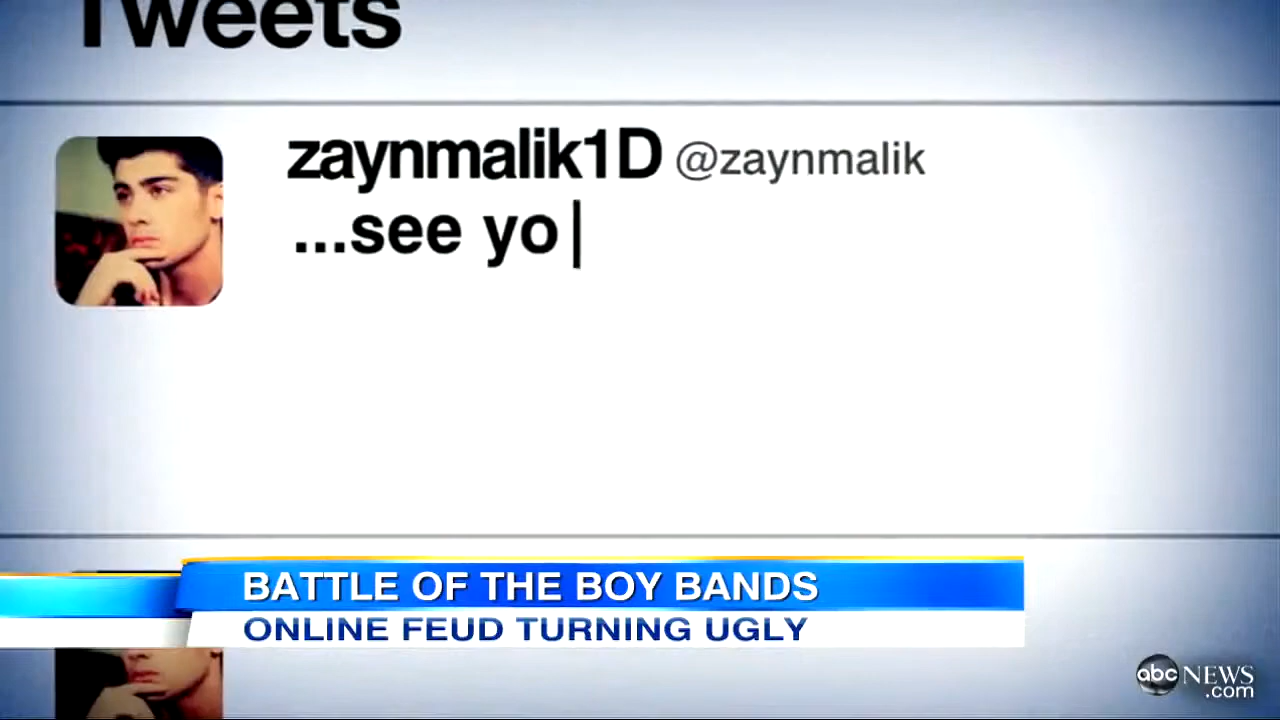 Tweets
zaynmalik1D @zaynmalik
...see yo
BATTLE OF THE BOY BANDS
ONLINE FEUD TURNING UGLY
abc NEWS
.com